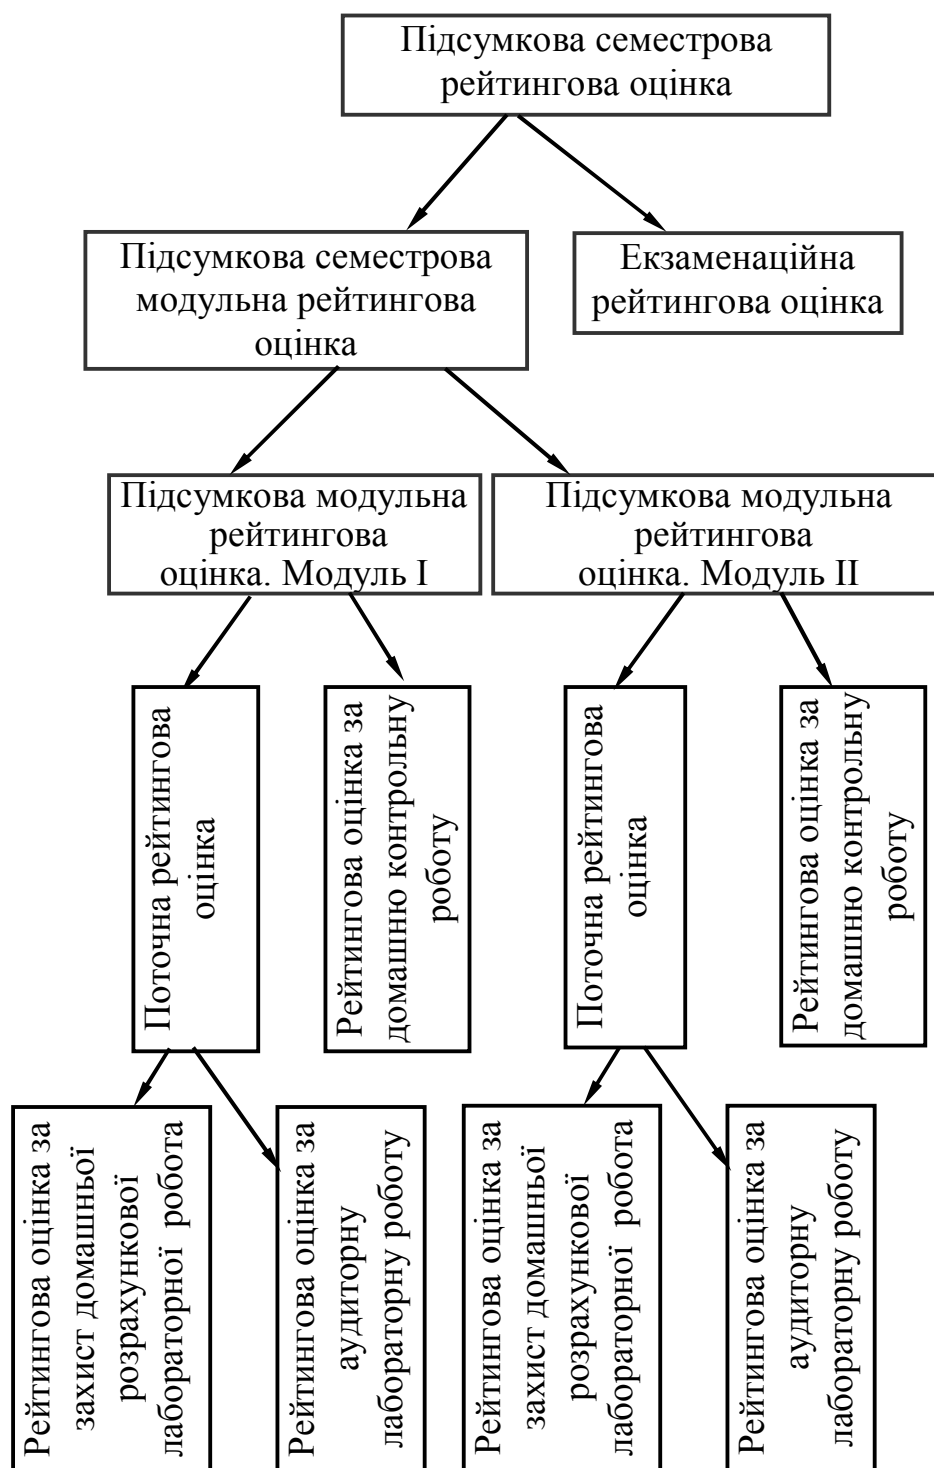 Підсумкова семестрова
рейтингова оцінка
Підсумкова семестрова
модульна рейтингова
оцінка
Екзаменаційна
рейтингова оцінка
Підсумкова модульна
рейтингова
оцінка. Модуль I
Підсумкова модульна
рейтингова
оцінка. Модуль II
Поточна рейтингова
оцінка
Рейтингова оцінка за
домашню контрольну
роботу
Поточна рейтингова
оцінка
Рейтингова оцінка за
домашню контрольну
роботу
Рейтингова оцінка за
захист домашньої
розрахункової
лабораторної робота
Рейтингова оцінка за
аудиторну
лабораторну роботу
Рейтингова оцінка за
захист домашньої
розрахункової
лабораторної робота
Рейтингова оцінка за
аудиторну
лабораторну роботу